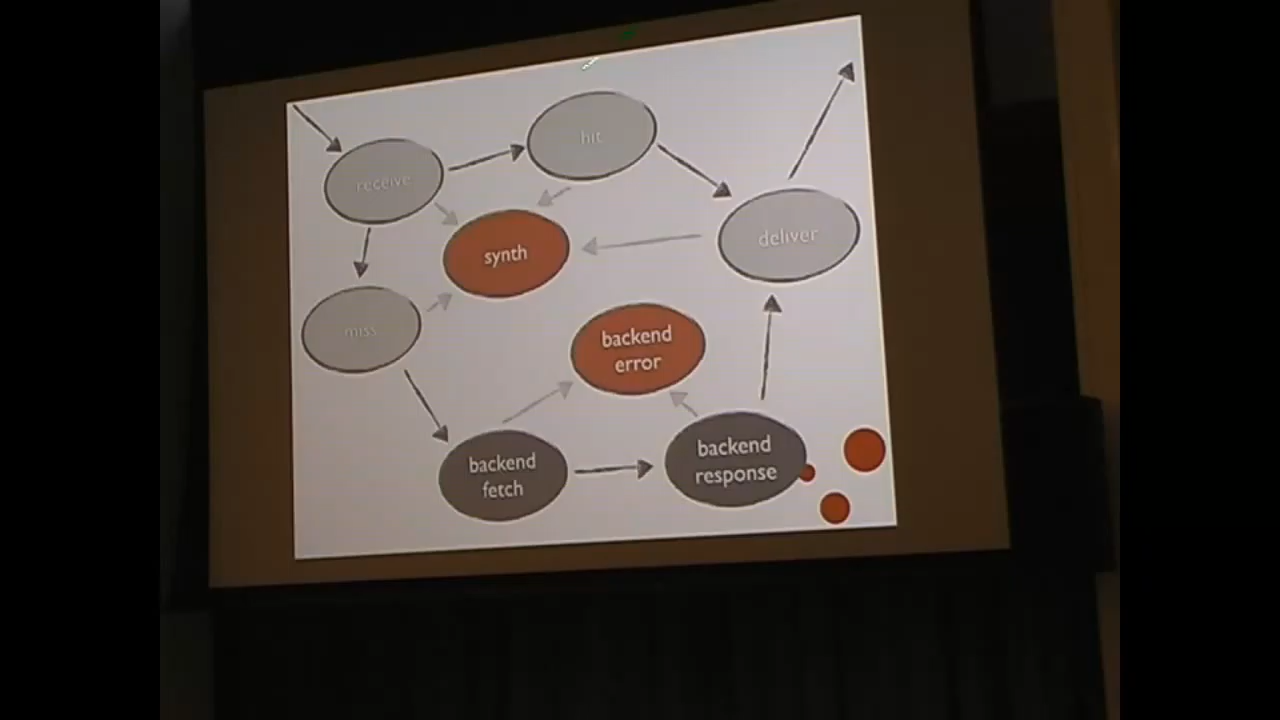 hit
receive
deliver
synth
miss
backend
error
backend
response
backend
fetch